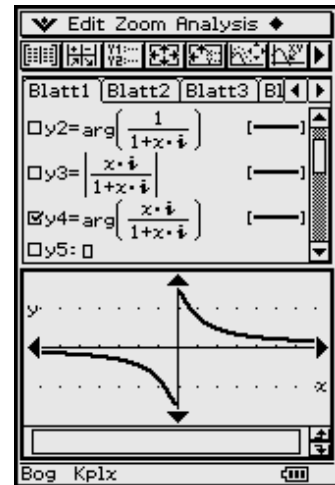 Edit Zoom Analysis ◆
Blatt1 Blatt2 Blatt3 Bl
y2=arg(1/(1+x·i)) [—]
y3=|x·i/(1+x·i)| [—]
y4=arg(x·i/(1+x·i)) [—]
y5:▯
y
x
Bog Kplx